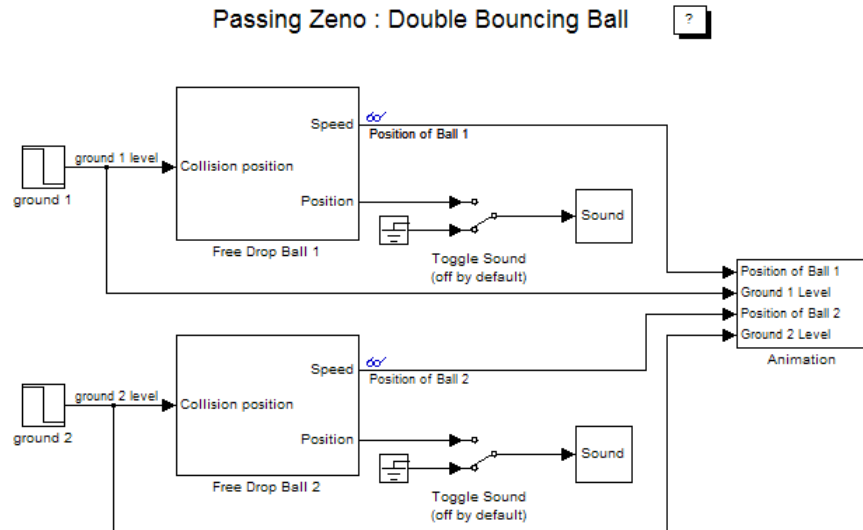 Passing Zeno : Double Bouncing Ball
?
Speed
Position of Ball 1
ground 1 level
Collision position
ground 1
Position
Sound
Free Drop Ball 1
Toggle Sound
(off by default)
Position of Ball 1
Ground 1 Level
Position of Ball 2
Ground 2 Level
Animation
Speed
Position of Ball 2
ground 2 level
Collision position
ground 2
Position
Sound
Free Drop Ball 2
Toggle Sound
(off by default)